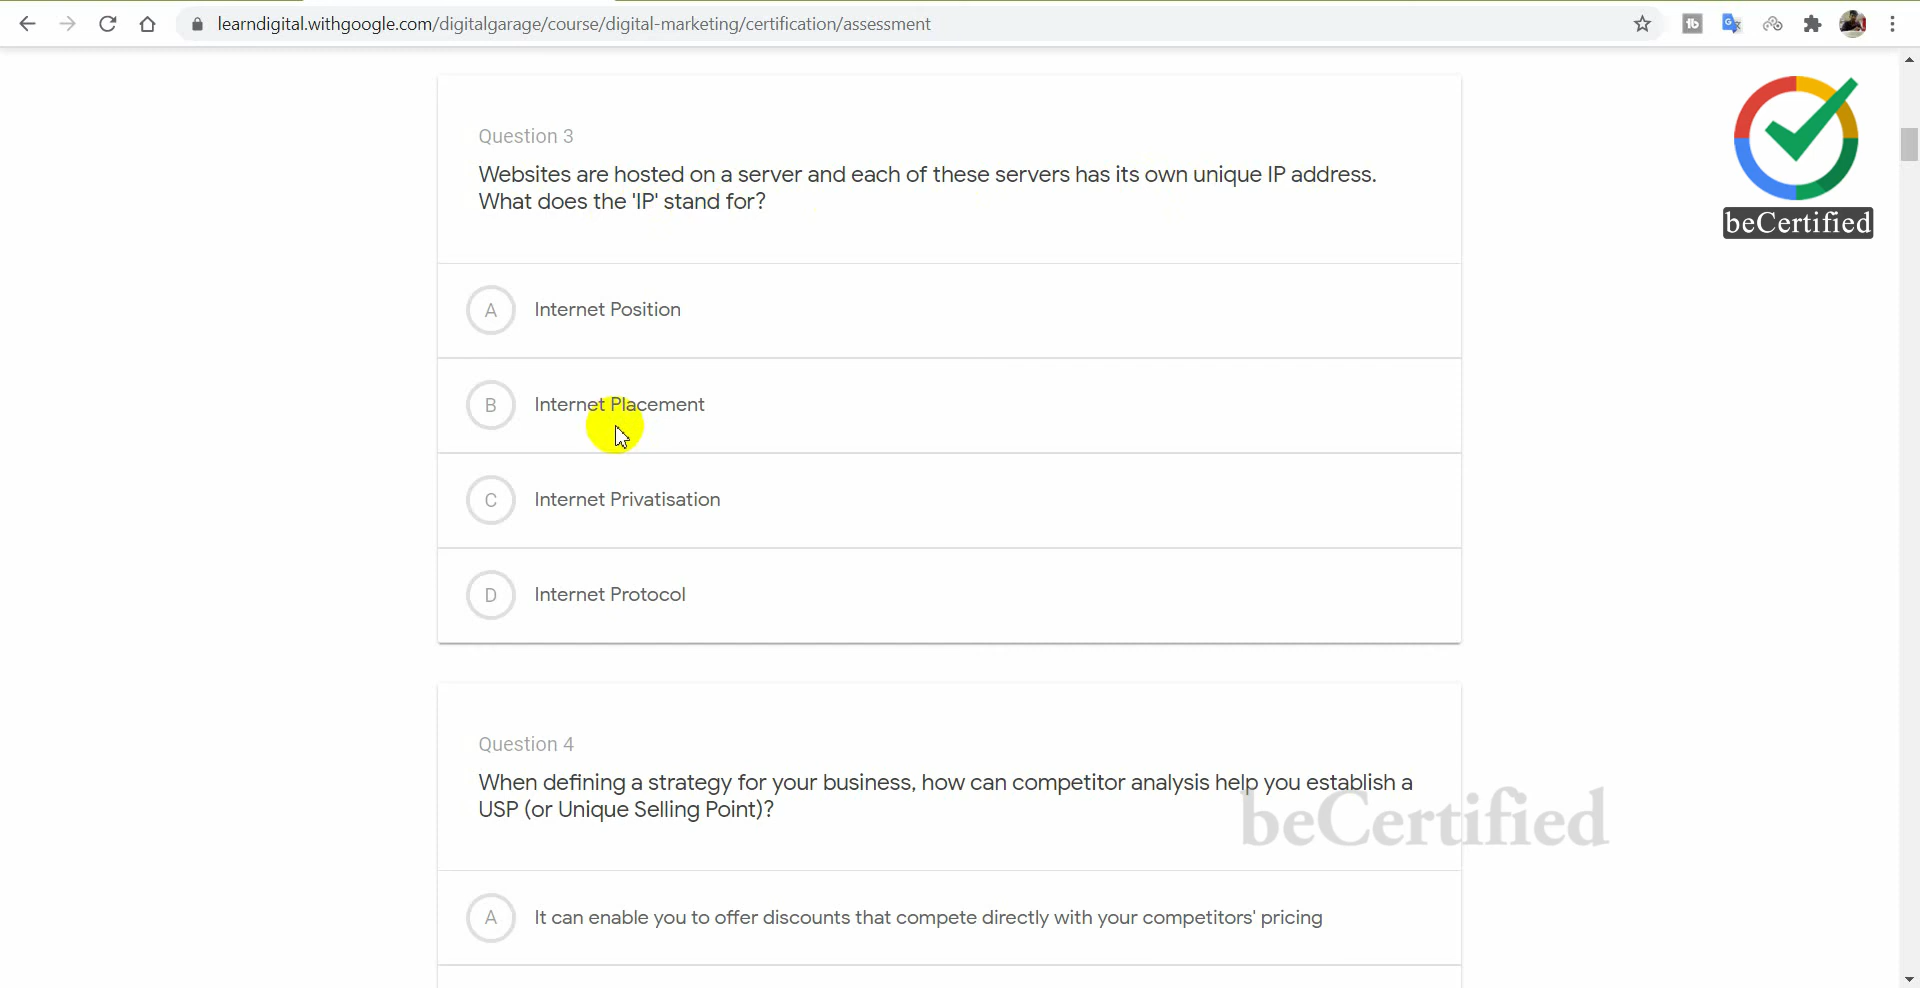 learndigital.withgoogle.com/digitalgarage/course/digital-marketing/certification/assessment
beCertified
Question 3
Websites are hosted on a server and each of these servers has its own unique IP address.
What does the 'IP' stand for?
A Internet Position
B Internet Placement
C Internet Privatisation
D Internet Protocol
Question 4
When defining a strategy for your business, how can competitor analysis help you establish a
USP (or Unique Selling Point)?
beCertified
A It can enable you to offer discounts that compete directly with your competitors' pricing